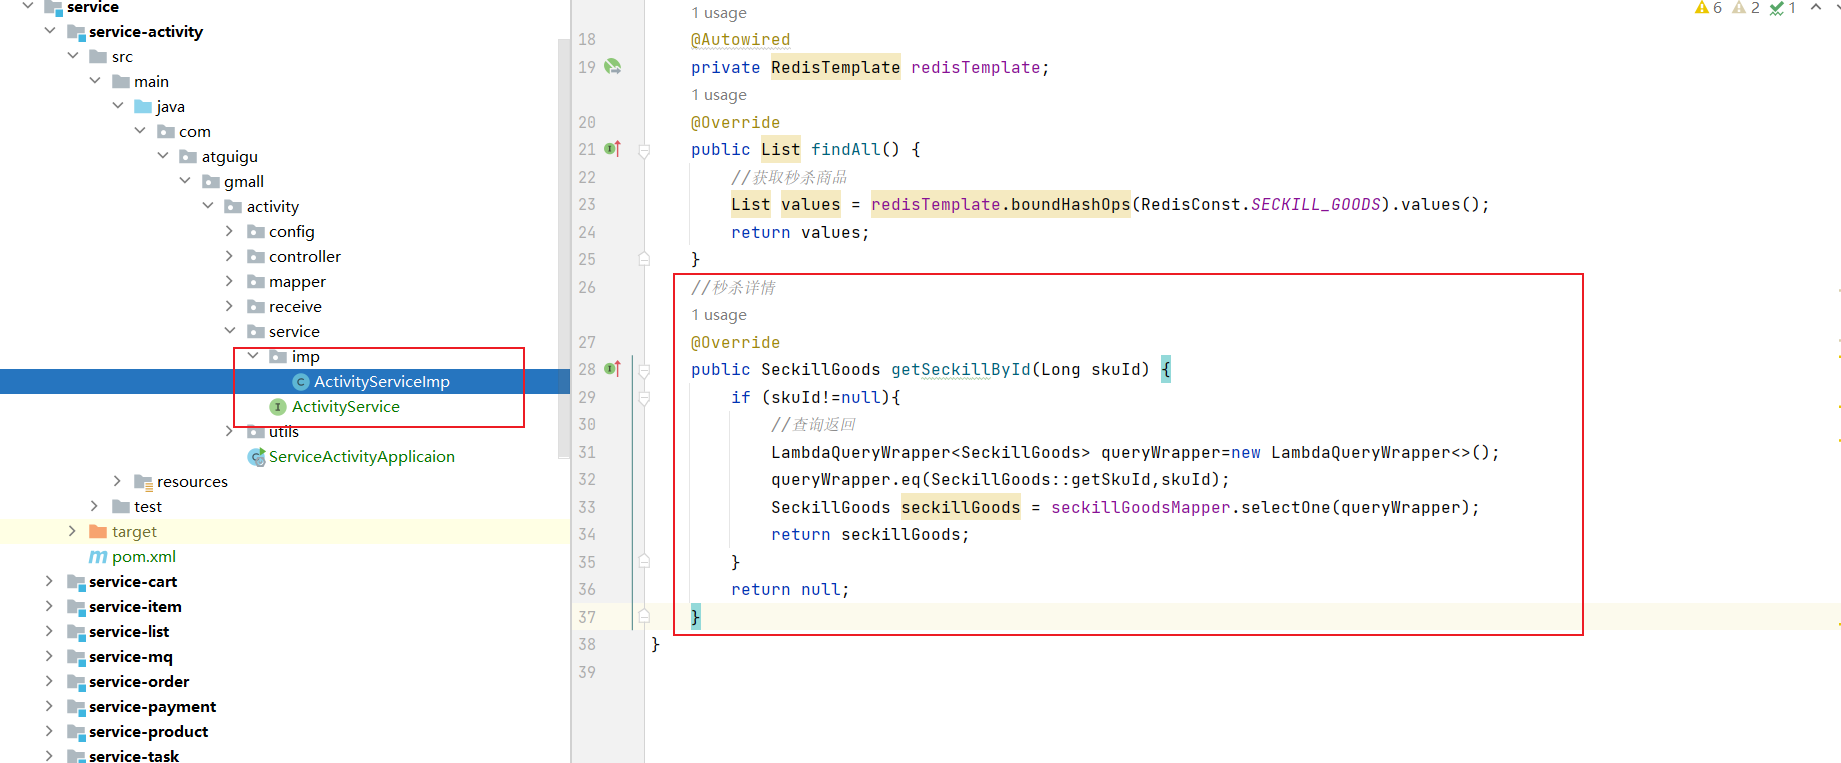 service
service-activity
src
main
java
com
atguigu
gmall
activity
config
controller
mapper
receive
service
imp
ActivityServiceImp
ActivityService
utils
ServiceActivityApplicaion
resources
test
target
pom.xml
service-cart
service-item
service-list
service-mq
service-order
service-payment
service-product
service-task
6 2 1
1 usage
18 @Autowired
19 private RedisTemplate redisTemplate;
1 usage
20 @Override
21 public List findAll() {
22 //获取秒杀商品
23 List values = redisTemplate.boundHashOps(RedisConst.SECKILL_GOODS).values();
24 return values;
25 }
26 //秒杀详情
1 usage
27 @Override
28 public SeckillGoods getSeckillById(Long skuId) {
29 if (skuId!=null){
30 //查询返回
31 LambdaQueryWrapper<SeckillGoods> queryWrapper=new LambdaQueryWrapper<>();
32 queryWrapper.eq(SeckillGoods::getSkuId,skuId);
33 SeckillGoods seckillGoods = seckillGoodsMapper.selectOne(queryWrapper);
34 return seckillGoods;
35 }
36 return null;
37 }
38 }
39